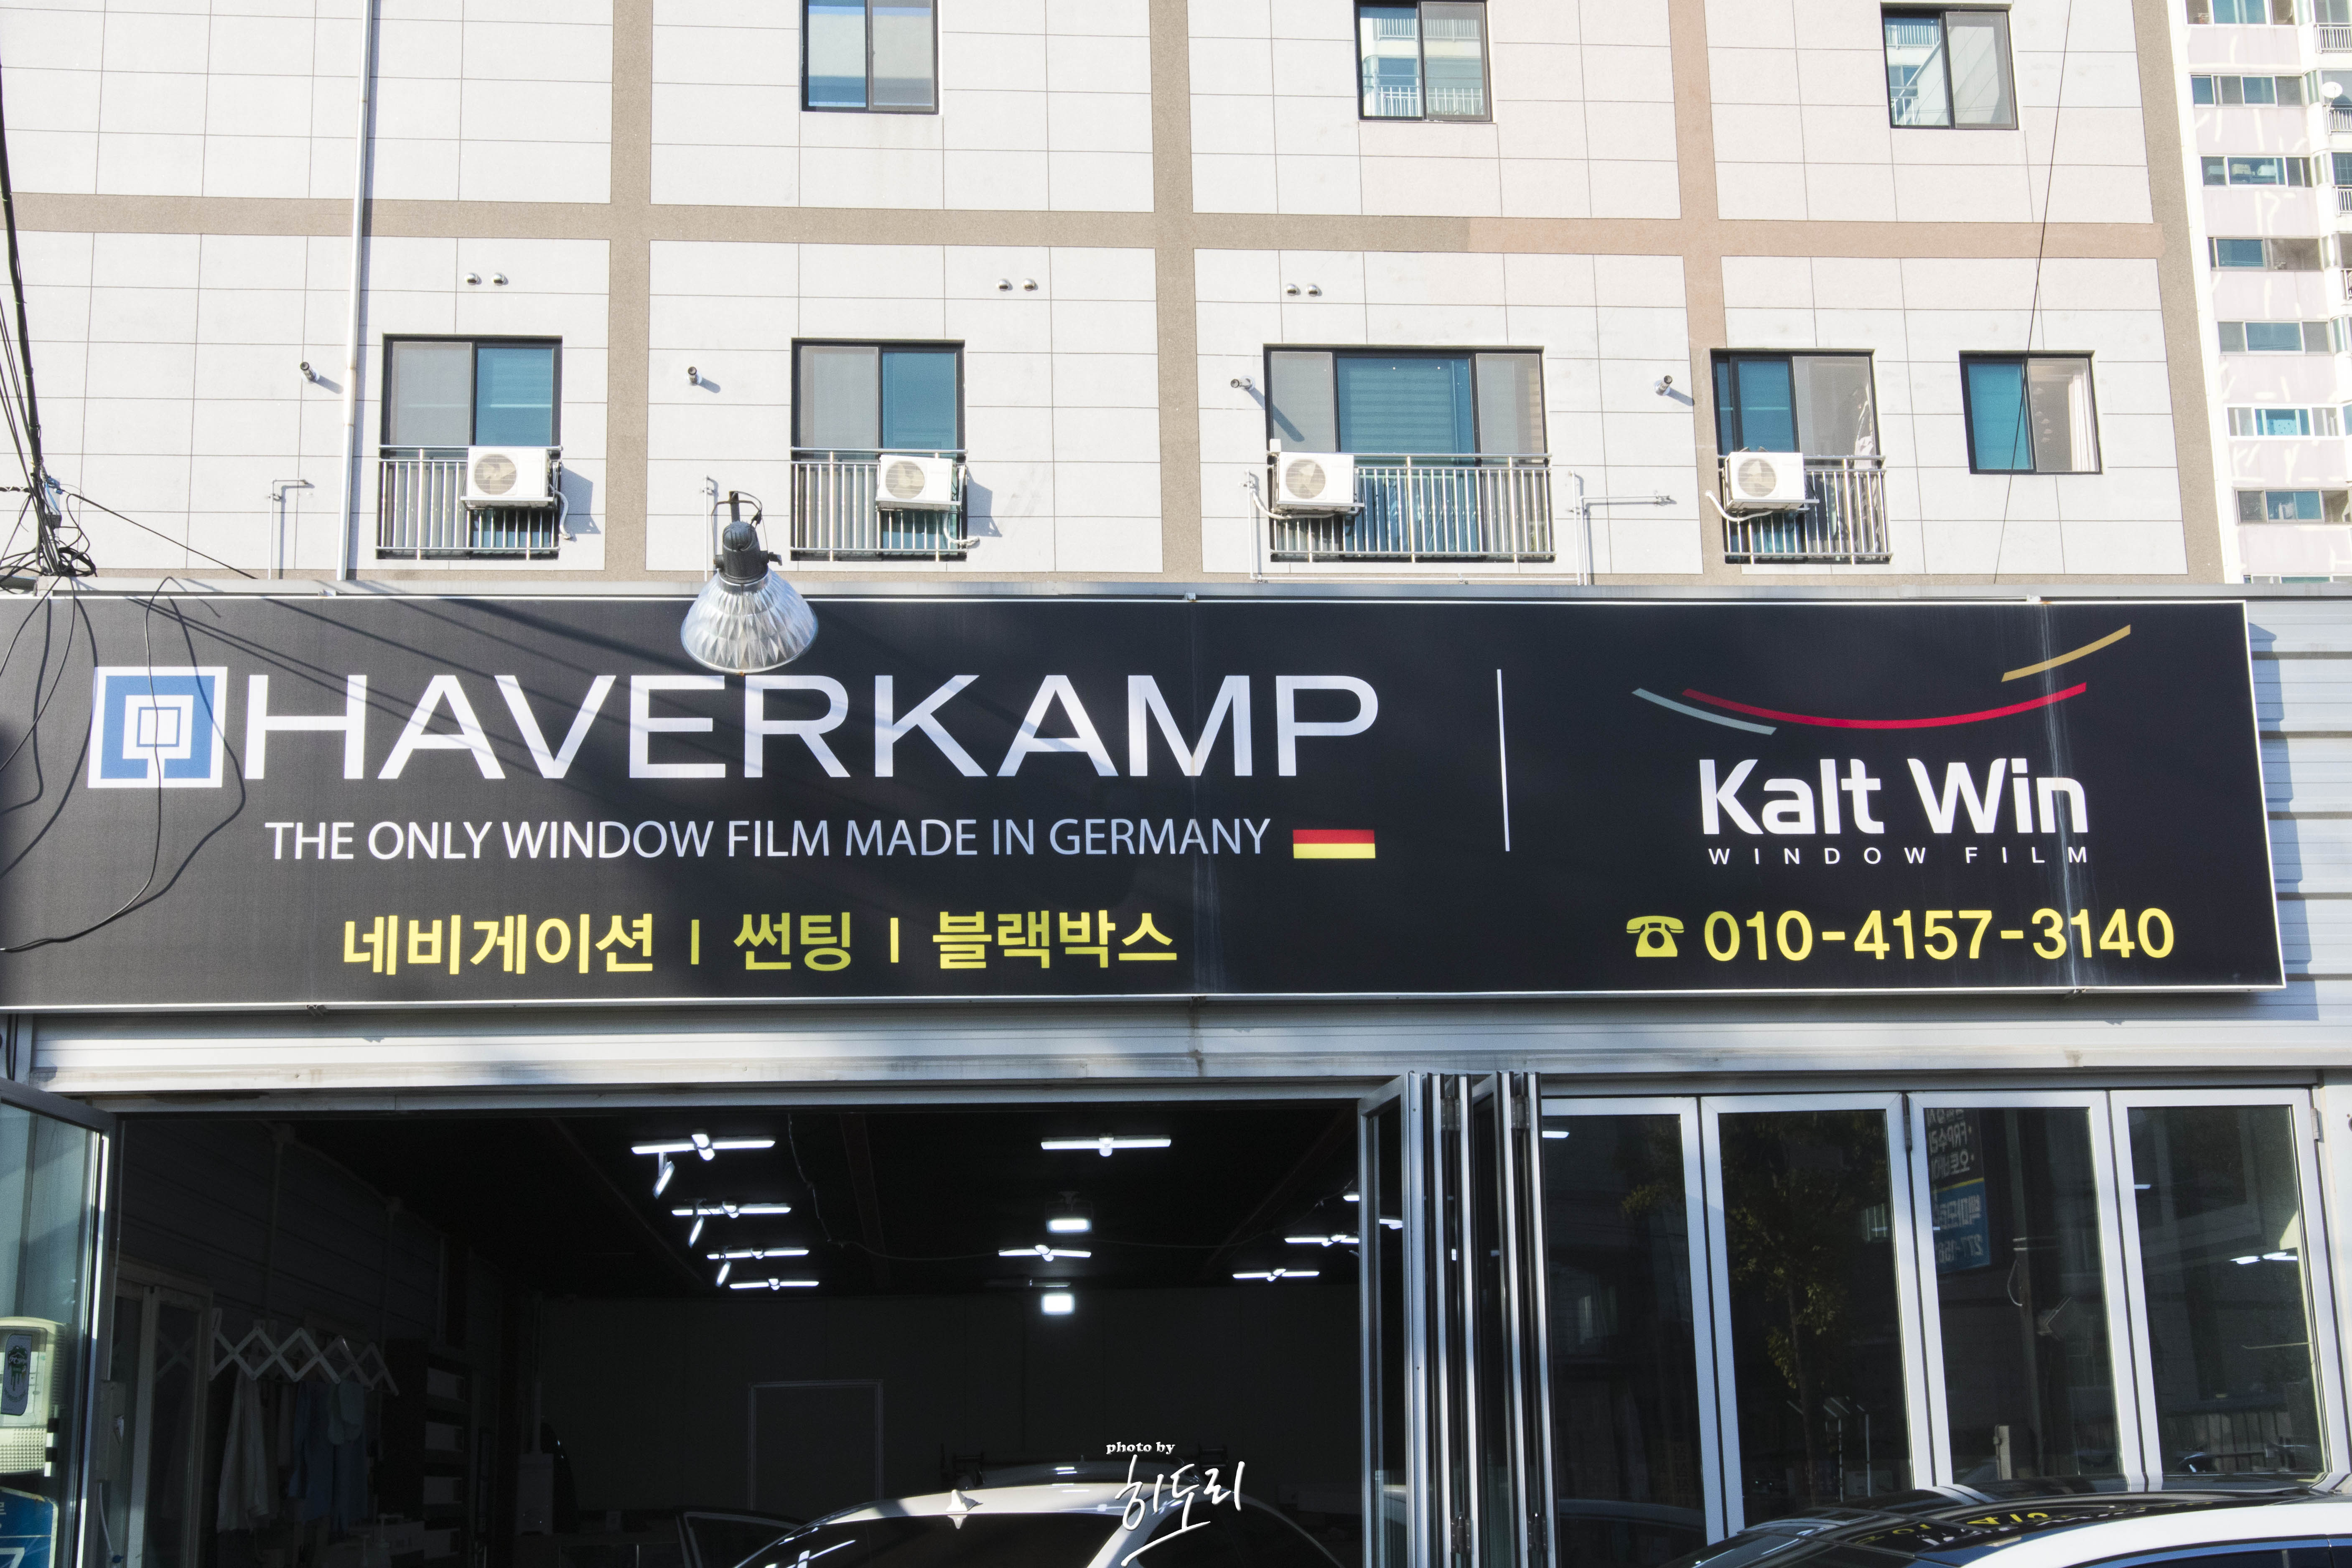 HAVERKAMP
THE ONLY WINDOW FILM MADE IN GERMANY
네비게이션 | 썬팅 | 블랙박스
Kalt Win
WINDOW FILM
☎ 010-4157-3140
photo by
히도리